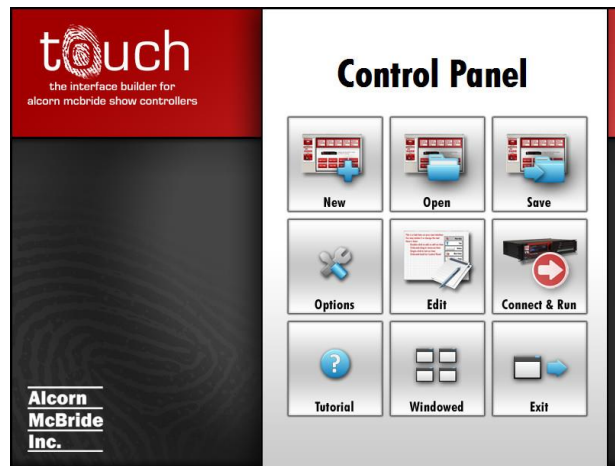 touch
the interface builder for
alcorn mcbride show controllers
Control Panel
New
Open
Save
Options
Edit
Connect & Run
Tutorial
Windowed
Exit
Alcorn
McBride
Inc.